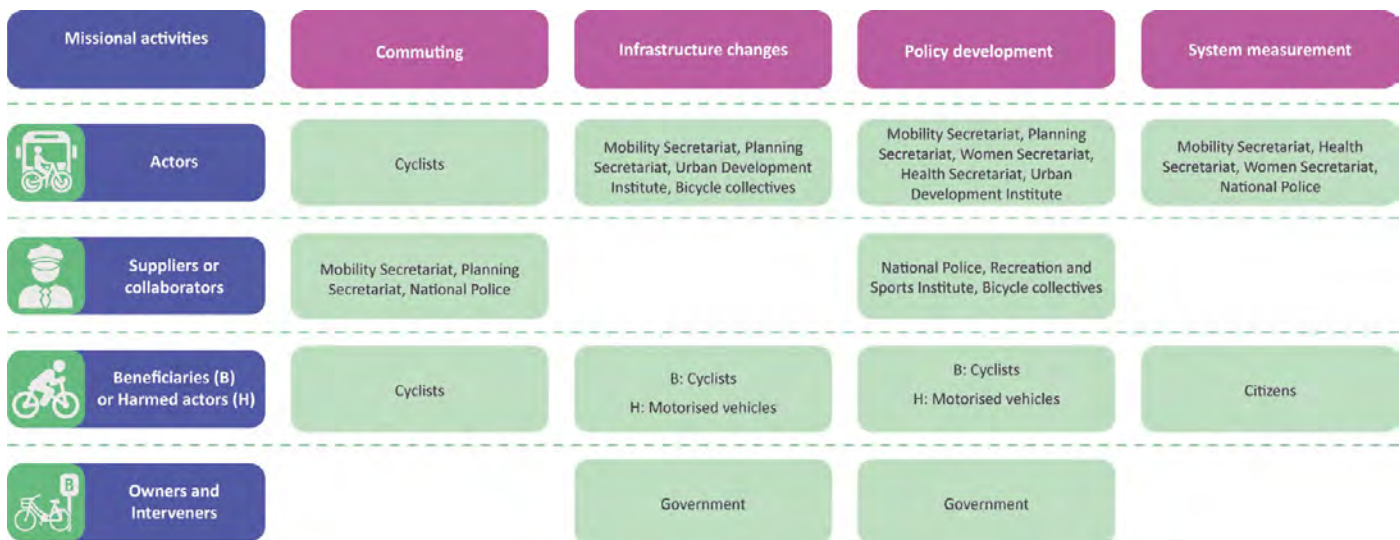 Missional activities
Commuting
Infrastructure changes
Policy development
System measurement
Actors
Cyclists
Mobility Secretariat, Planning
Secretariat, Urban Development
Institute, Bicycle collectives
Mobility Secretariat, Planning
Secretariat, Women Secretariat,
Health Secretariat, Urban
Development Institute
Mobility Secretariat, Health
Secretariat, Women Secretariat,
National Police
Suppliers or
collaborators
Mobility Secretariat, Planning
Secretariat, National Police
National Police, Recreation and
Sports Institute, Bicycle collectives
Beneficiaries (B)
or Harmed actors (H)
Cyclists
B: Cyclists
H: Motorised vehicles
B: Cyclists
H: Motorised vehicles
Citizens
B
Owners and
Interveners
Government
Government